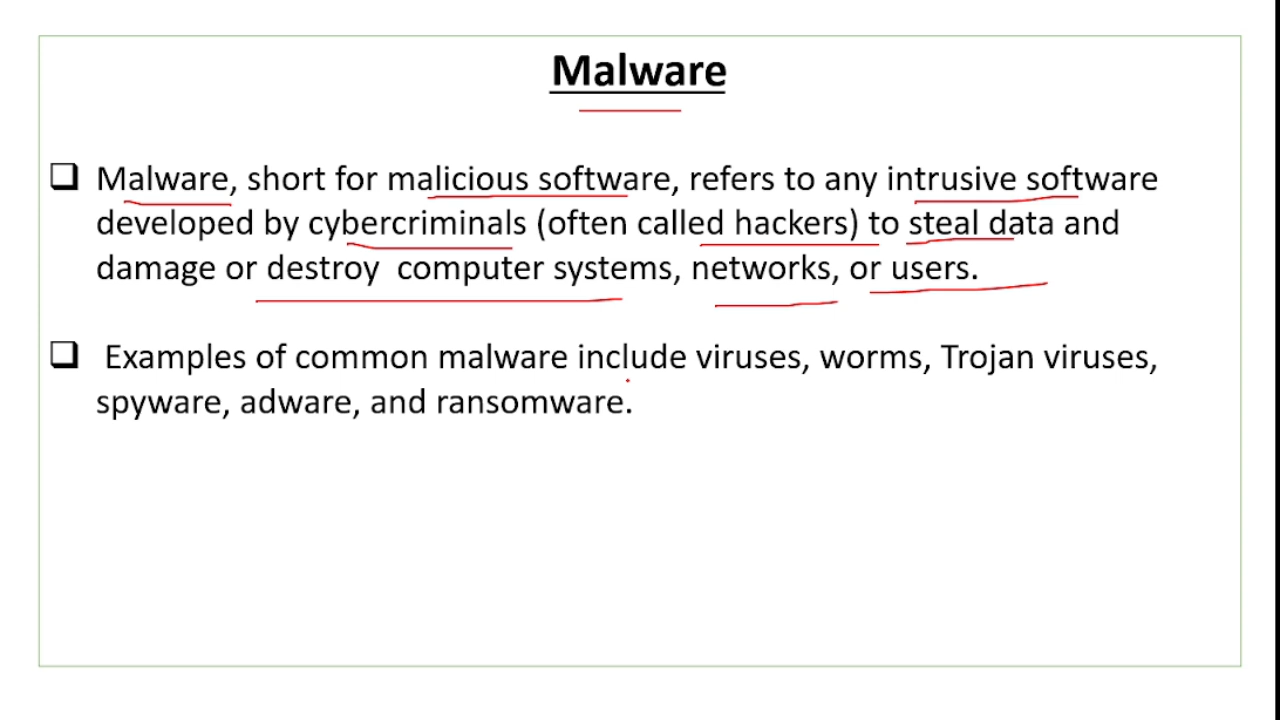 Malware
Malware, short for malicious software, refers to any intrusive software
developed by cybercriminals (often called hackers) to steal data and
damage or destroy  computer systems, networks, or users.
Examples of common malware include viruses, worms, Trojan viruses,
spyware, adware, and ransomware.